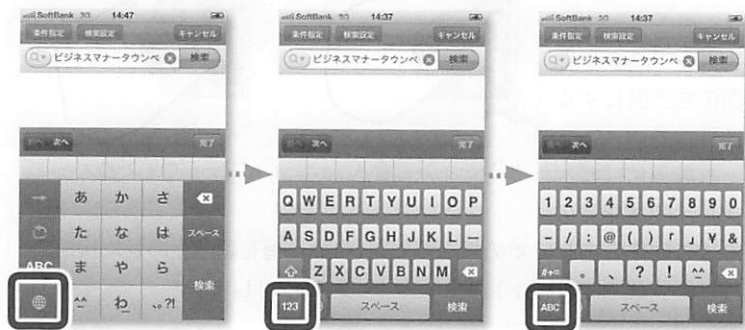 SoftBank 3G 14:47
条件指定 検索設定 キャンセル
ビジネスマナータウンペ 検索
次へ 完了
→ あ か さ
た な は スペース
ABC ま や ら 検索
^^ わ 、。?!
SoftBank 3G 14:37
条件指定 検索設定 キャンセル
ビジネスマナータウンペ 検索
次へ 完了
Q W E R T Y U I O P
A S D F G H J K L ー
Z X C V B N M
123 スペース 検索
SoftBank 3G 14:37
条件指定 検索設定 キャンセル
ビジネスマナータウンペ 検索
次へ 完了
1 2 3 4 5 6 7 8 9 0
- / : @ ( ) 「 」 ¥ &
#+= 。 、 ? ! ^^
ABC スペース 検索